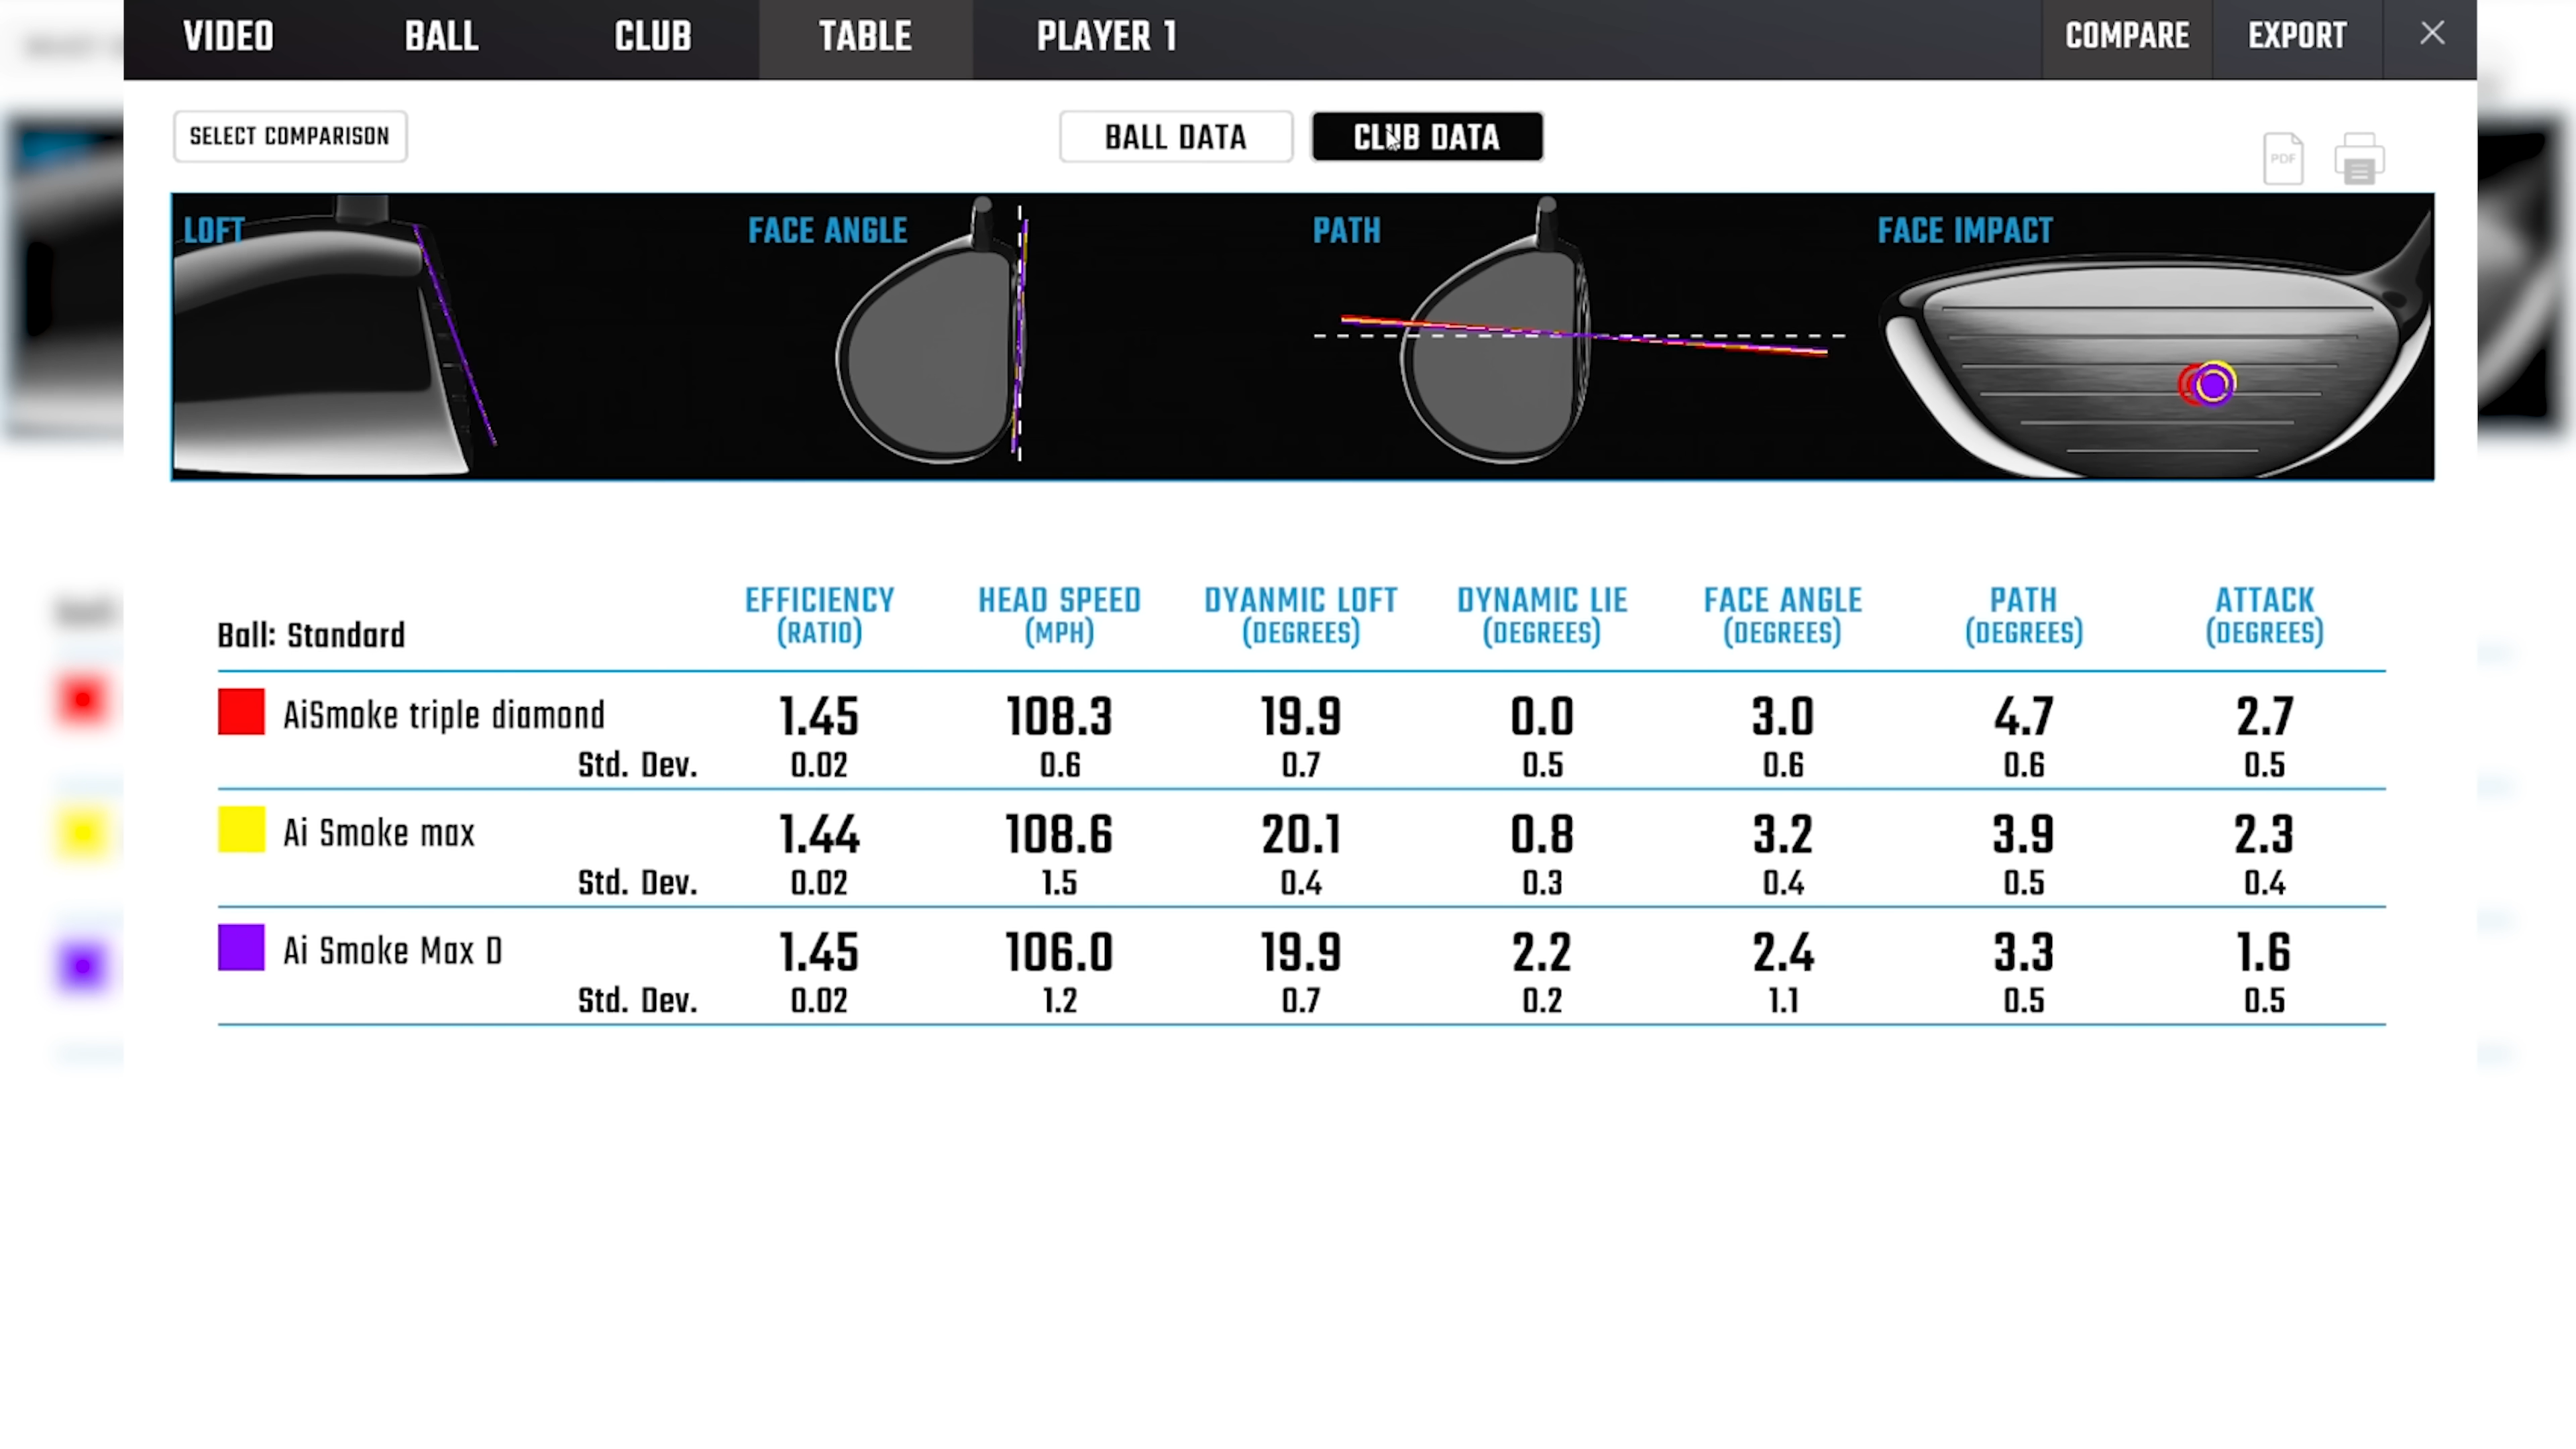 VIDEO BALL CLUB TABLE PLAYER 1 COMPARE EXPORT
SELECT COMPARISON BALL DATA CLUB DATA PDF
LOFT FACE ANGLE PATH FACE IMPACT
EFFICIENCY HEAD SPEED DYANMIC LOFT DYNAMIC LIE FACE ANGLE PATH ATTACK
Ball: Standard (RATIO) (MPH) (DEGREES) (DEGREES) (DEGREES) (DEGREES) (DEGREES)
AiSmoke triple diamond 1.45 108.3 19.9 0.0 3.0 4.7 2.7
Std. Dev. 0.02 0.6 0.7 0.5 0.6 0.6 0.5
Ai Smoke max 1.44 108.6 20.1 0.8 3.2 3.9 2.3
Std. Dev. 0.02 1.5 0.4 0.3 0.4 0.5 0.4
Ai Smoke Max D 1.45 106.0 19.9 2.2 2.4 3.3 1.6
Std. Dev. 0.02 1.2 0.7 0.2 1.1 0.5 0.5